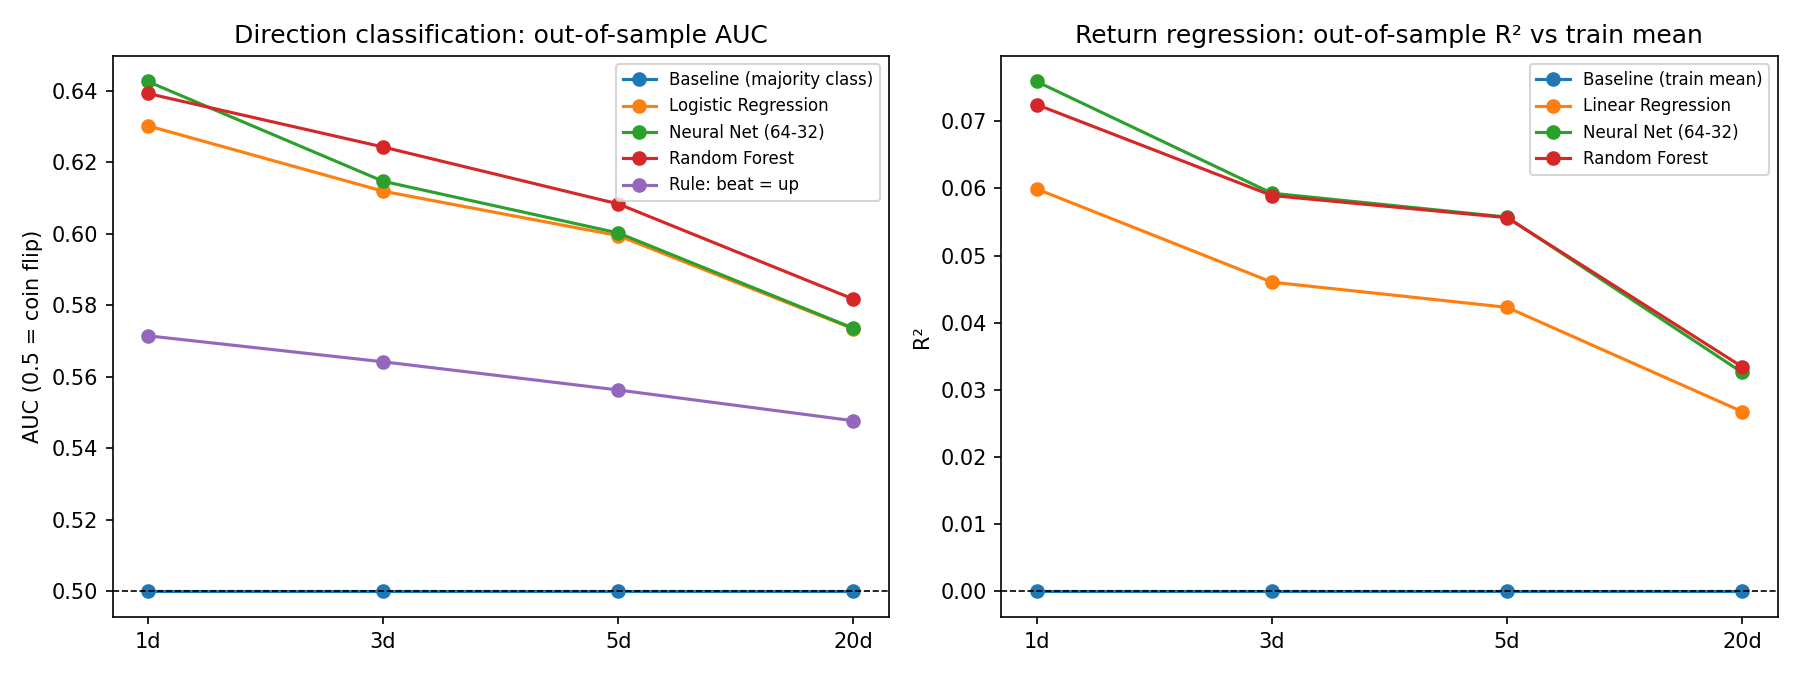 Direction classification: out-of-sample AUC
AUC (0.5 = coin flip)
0.64
0.62
0.60
0.58
0.56
0.54
0.52
0.50
1d 3d 5d 20d
Baseline (majority class)
Logistic Regression
Neural Net (64-32)
Random Forest
Rule: beat = up
Return regression: out-of-sample R² vs train mean
R²
0.07
0.06
0.05
0.04
0.03
0.02
0.01
0.00
1d 3d 5d 20d
Baseline (train mean)
Linear Regression
Neural Net (64-32)
Random Forest